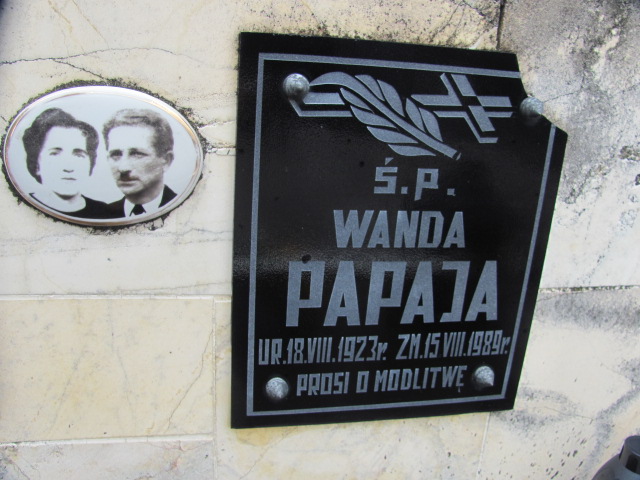 Ś.P.
WANDA
PAPAJA
UR.18.VIII.1923r. ZM.15 VIII.1989r.
PROSI O MODLITWĘ